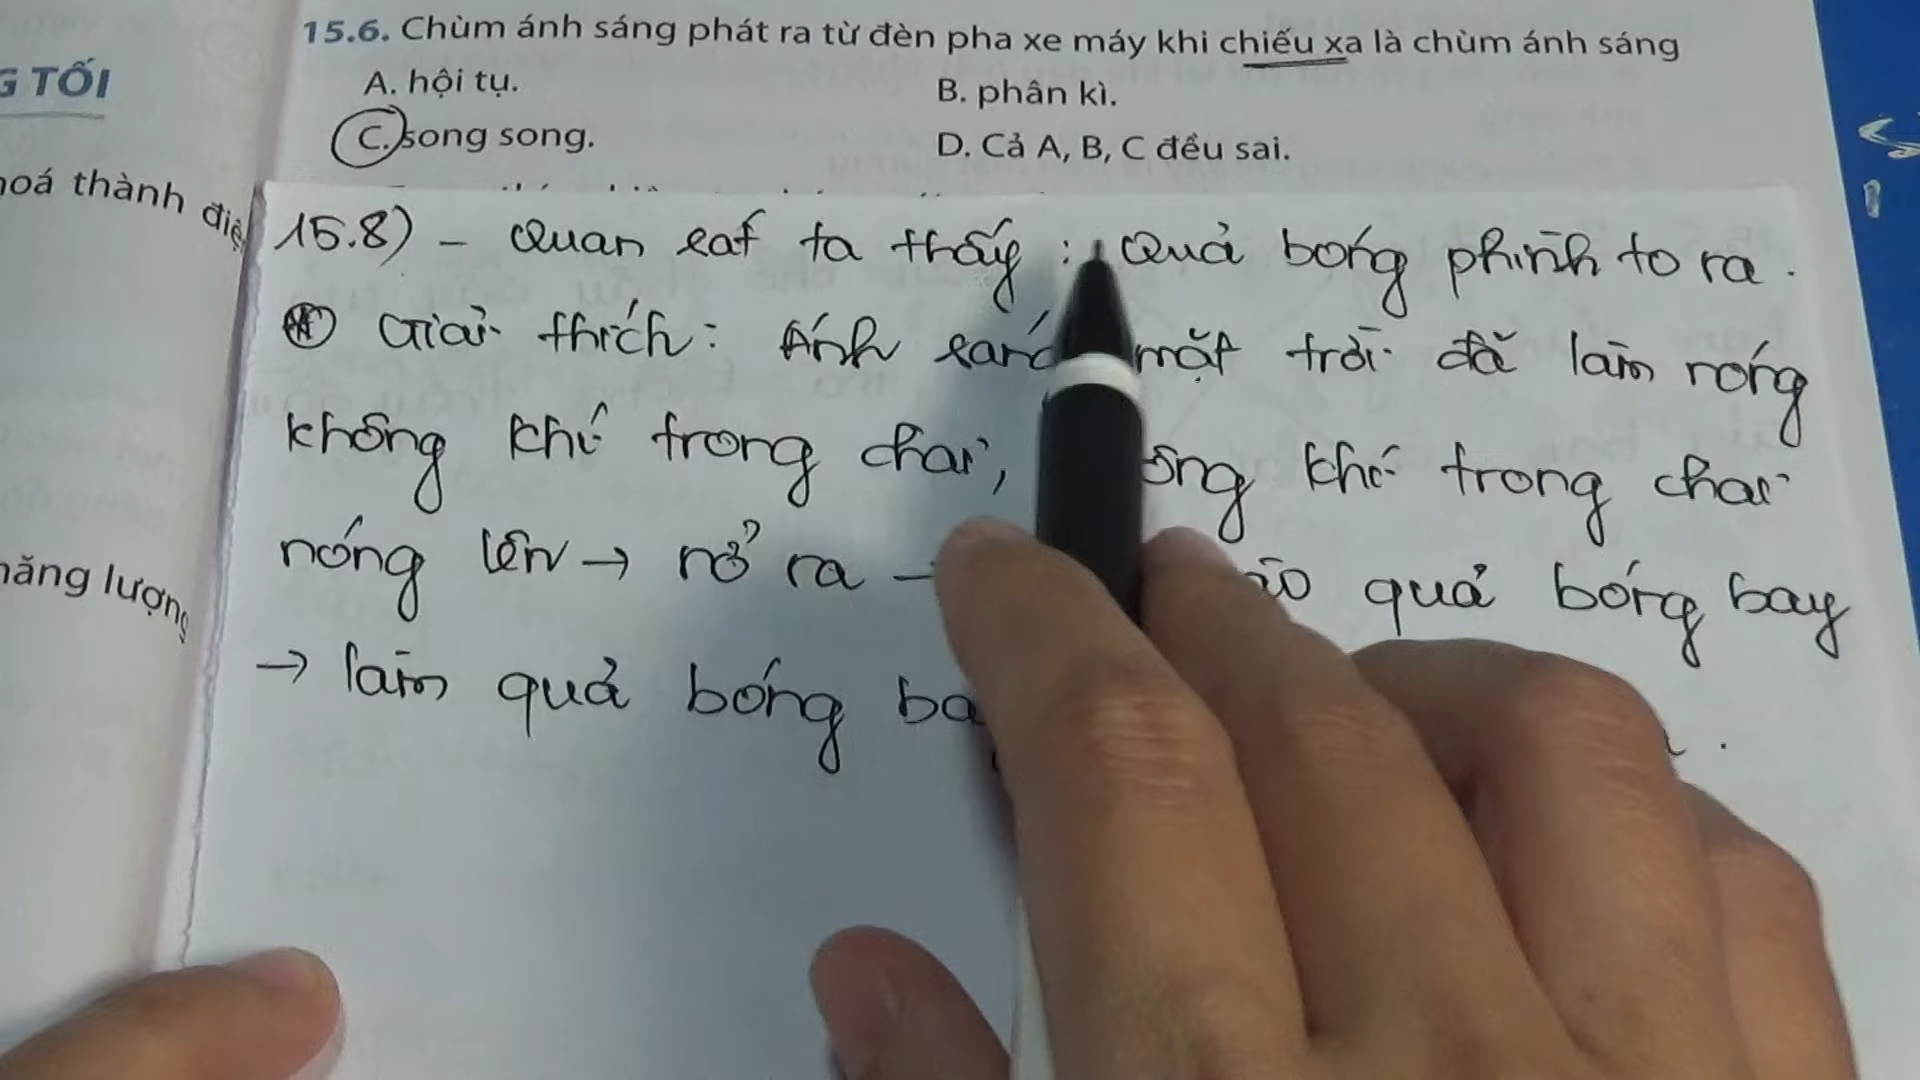 15.6. Chùm ánh sáng phát ra từ đèn pha xe máy khi chiếu xa là chùm ánh sáng
A. hội tụ.
B. phân kì.
C. song song.
D. Cả A, B, C đều sai.
G TỐI
hoá thành điệ
năng lượng
15.8) - Quan sát ta thấy : Quả bóng phình to ra.
Giải thích: Ánh sáng mặt trời đã làm nóng
không khí trong chai, ông khí trong chai
nóng lên → nở ra → quả bóng bay
→ làm quả bóng ba